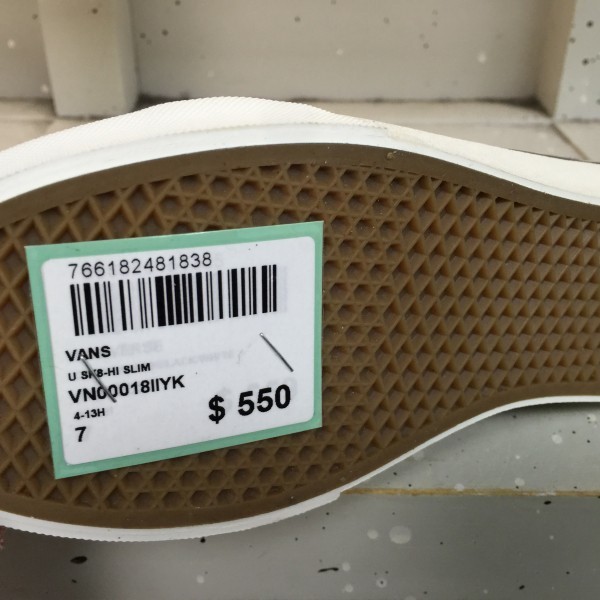 766182481838
VANS
U SK8-HI SLIM
VN00018IIYK
4-13H
7
$ 550